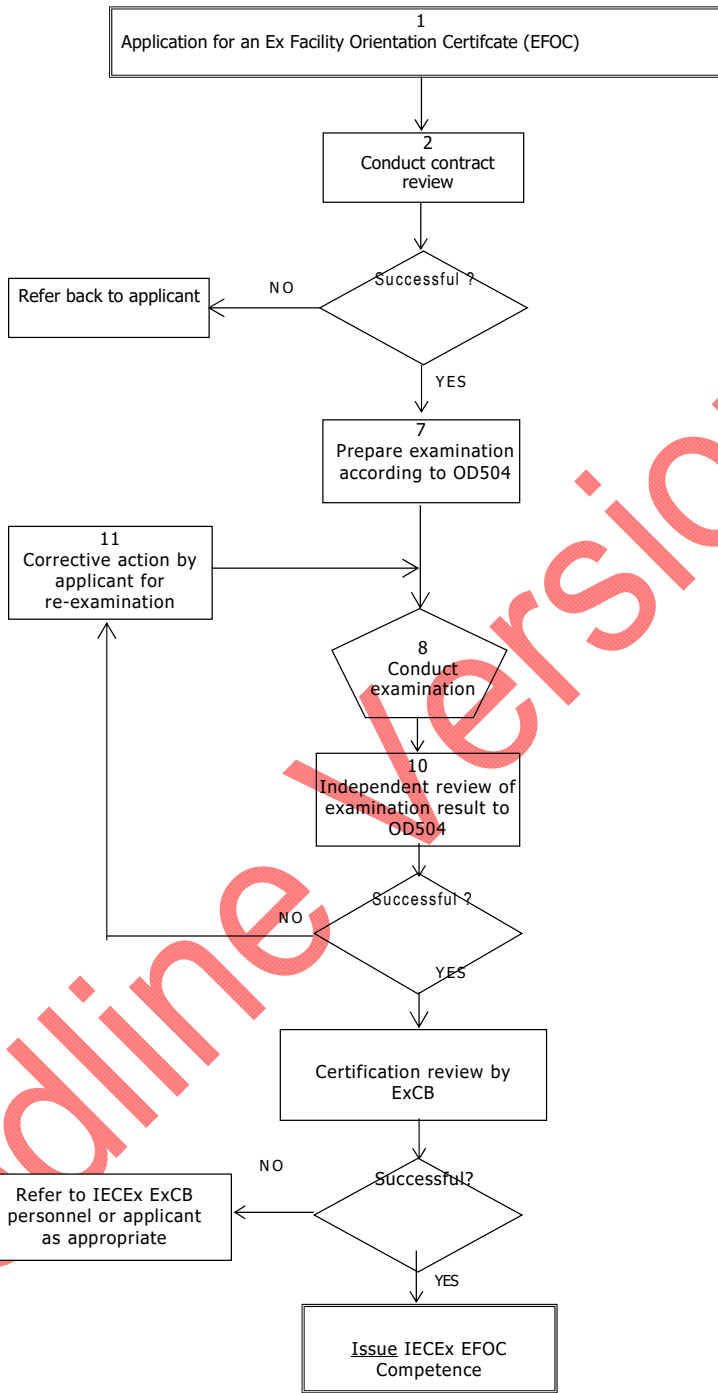 1
Application for an Ex Facility Orientation Certifcate (EFOC)
2
Conduct contract
review
Successful ?
NO
Refer back to applicant
YES
7
Prepare examination
according to OD504
11
Corrective action by
applicant for
re-examination
8
Conduct
examination
10
Independent review of
examination result to
OD504
Successful ?
NO
YES
Certification review by
ExCB
Successful?
NO
Refer to IECEx ExCB
personnel or applicant
as appropriate
YES
Issue IECEx EFOC
Competence
dline Versio